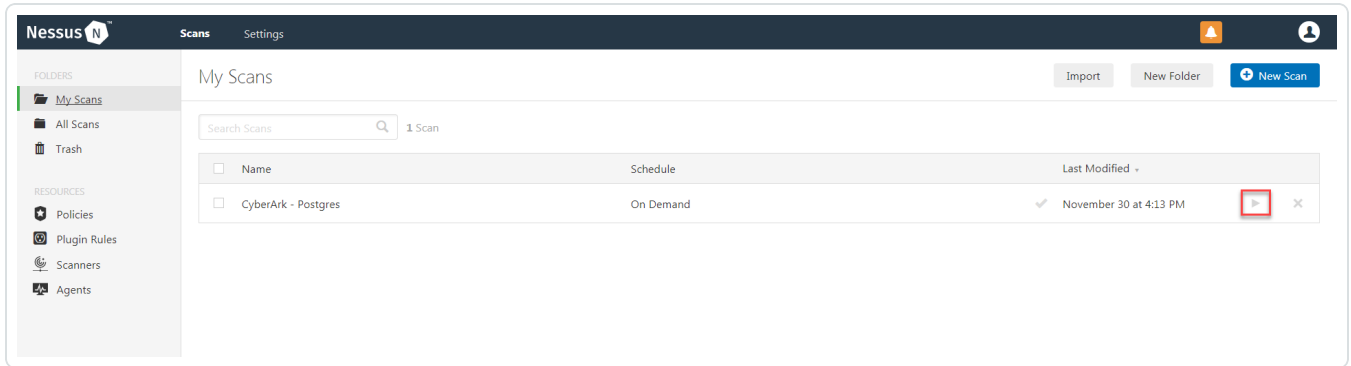 Nessus N ™ Scans Settings
FOLDERS
My Scans
All Scans
Trash
RESOURCES
Policies
Plugin Rules
Scanners
Agents
My Scans Import New Folder New Scan
Search Scans 1 Scan
Name Schedule Last Modified
CyberArk - Postgres On Demand November 30 at 4:13 PM